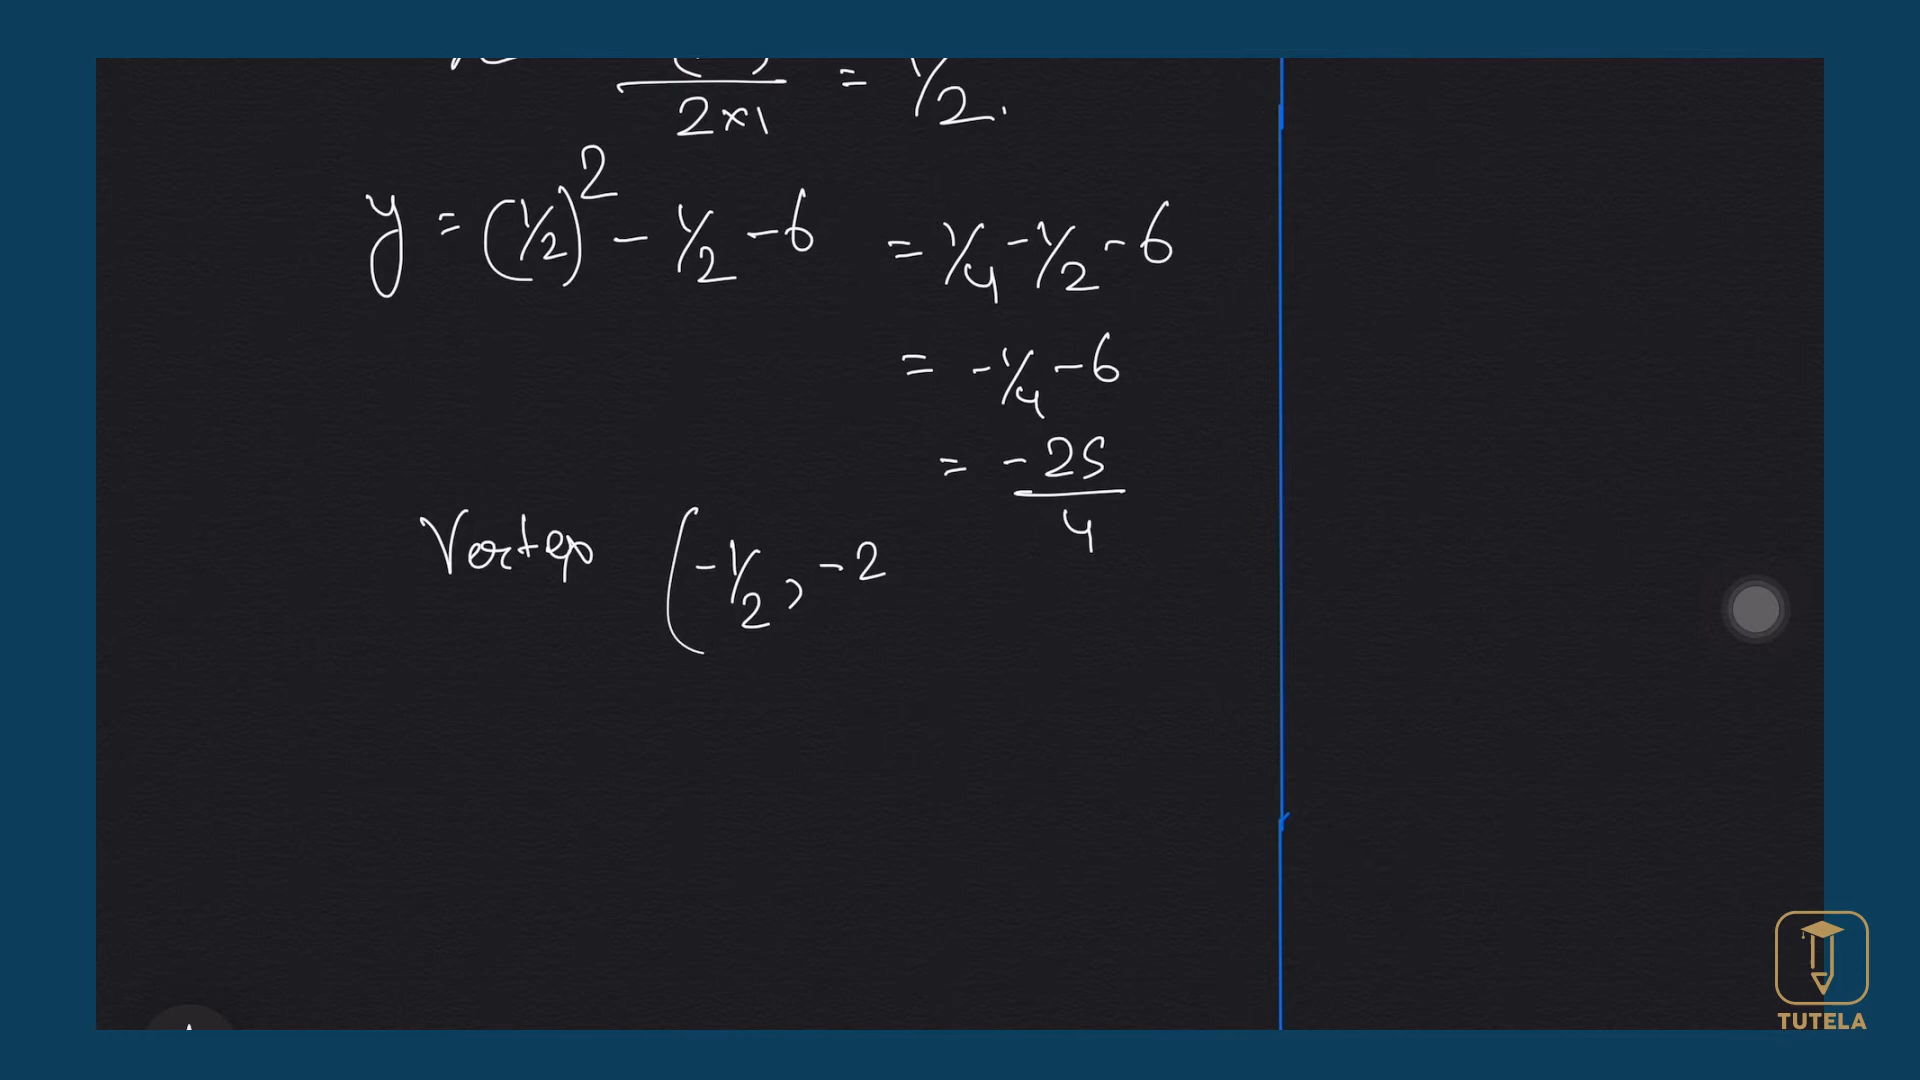 2×1 = 1/2.
y = (1/2)² - 1/2 - 6 = 1/4 - 1/2 - 6
= -1/4 - 6
= -25/4
Vertex (-1/2, -2
TUTELA